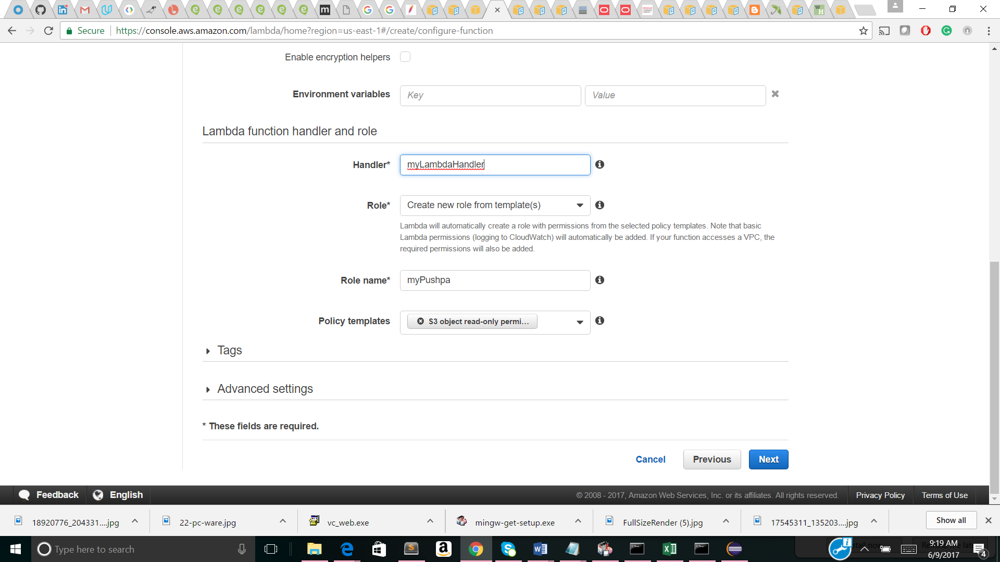 Secure https://console.aws.amazon.com/lambda/home?region=us-east-1#/create/configure-function
Enable encryption helpers
Environment variables Key Value
Lambda function handler and role
Handler* myLambdaHandler
Role* Create new role from template(s)
Lambda will automatically create a role with permissions from the selected policy templates. Note that basic
Lambda permissions (logging to CloudWatch) will automatically be added. If your function accesses a VPC, the
required permissions will also be added.
Role name* myPushpa
Policy templates S3 object read-only permi...
Tags
Advanced settings
* These fields are required.
Cancel Previous Next
Feedback English © 2008 - 2017, Amazon Web Services, Inc. or its affiliates. All rights reserved. Privacy Policy Terms of Use
18920776_204331....jpg 22-pc-ware.jpg vc_web.exe mingw-get-setup.exe FullSizeRender (5).jpg 17545311_135203....jpg Show all
Type here to search 9:19 AM
6/9/2017 4